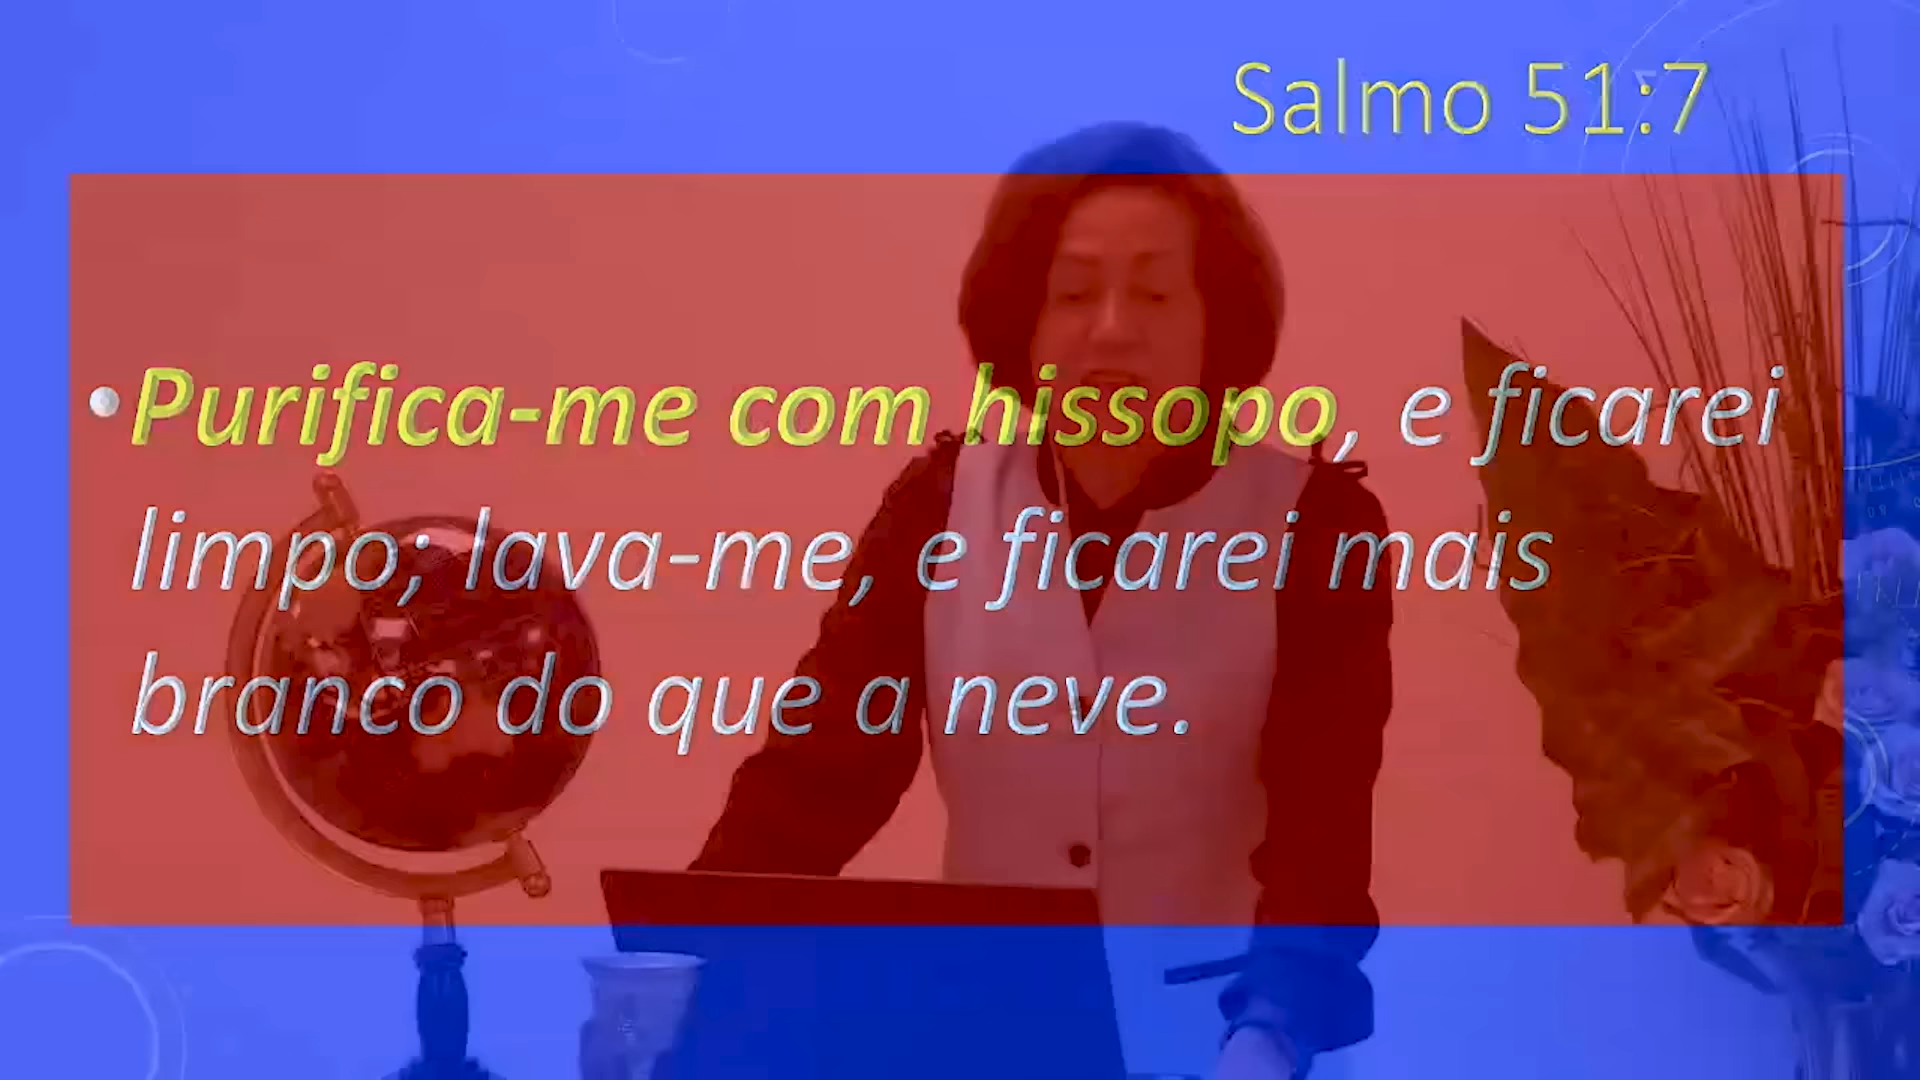 Salmo 51:7
• Purifica-me com hissopo, e ficarei
limpo; lava-me, e ficarei mais
branco do que a neve.